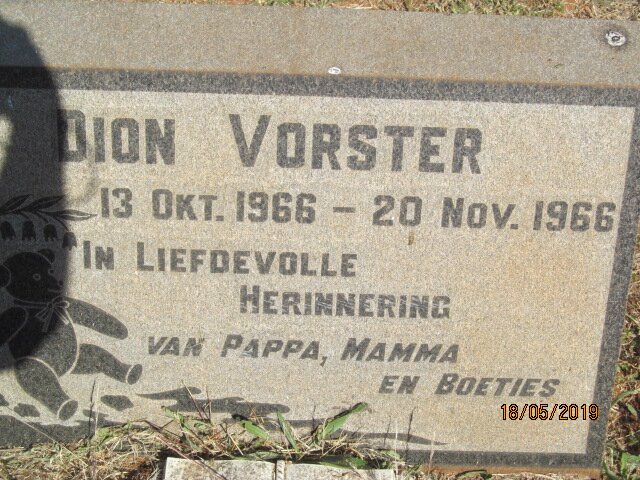 DION VORSTER
13 OKT. 1966 – 20 NOV. 1966
IN LIEFDEVOLLE
HERINNERING
VAN PAPPA, MAMMA
EN BOETIES
18/05/2019